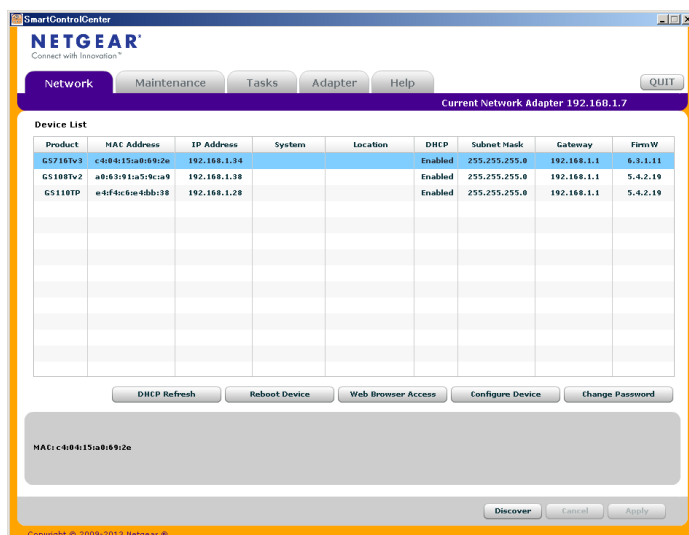 SmartControlCenter
NETGEAR®
Connect with Innovation™
Network Maintenance Tasks Adapter Help QUIT
Current Network Adapter 192.168.1.7
Device List
Product MAC Address IP Address System Location DHCP Subnet Mask Gateway Firm W
GS716Tv3 c4:04:15:a0:69:2e 192.168.1.34 Enabled 255.255.255.0 192.168.1.1 6.3.1.11
GS108Tv2 a0:63:91:a5:9c:a9 192.168.1.38 Enabled 255.255.255.0 192.168.1.1 5.4.2.19
GS110TP e4:f4:c6:e4:bb:38 192.168.1.28 Enabled 255.255.255.0 192.168.1.1 5.4.2.19
DHCP Refresh Reboot Device Web Browser Access Configure Device Change Password
MAC: c4:04:15:a0:69:2e
Discover Cancel Apply
Copyright © 2009-2013 Netgear ®